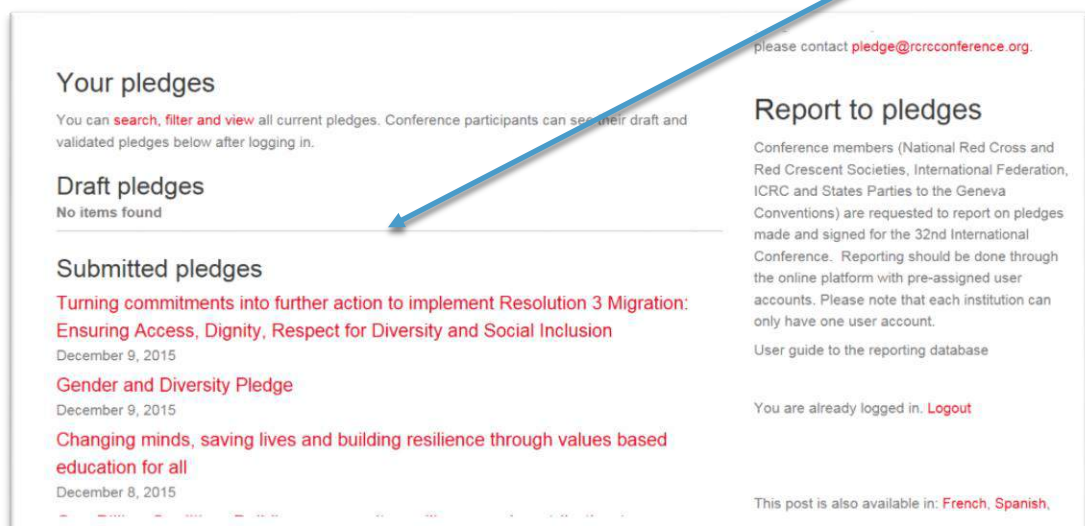 Your pledges
You can search, filter and view all current pledges. Conference participants can see their draft and
validated pledges below after logging in.
Draft pledges
No items found
Submitted pledges
Turning commitments into further action to implement Resolution 3 Migration:
Ensuring Access, Dignity, Respect for Diversity and Social Inclusion
December 9, 2015
Gender and Diversity Pledge
December 9, 2015
Changing minds, saving lives and building resilience through values based
education for all
December 8, 2015
please contact pledge@rcrcconference.org.
Report to pledges
Conference members (National Red Cross and
Red Crescent Societies, International Federation,
ICRC and States Parties to the Geneva
Conventions) are requested to report on pledges
made and signed for the 32nd International
Conference. Reporting should be done through
the online platform with pre-assigned user
accounts. Please note that each institution can
only have one user account.
User guide to the reporting database
You are already logged in. Logout
This post is also available in: French, Spanish,